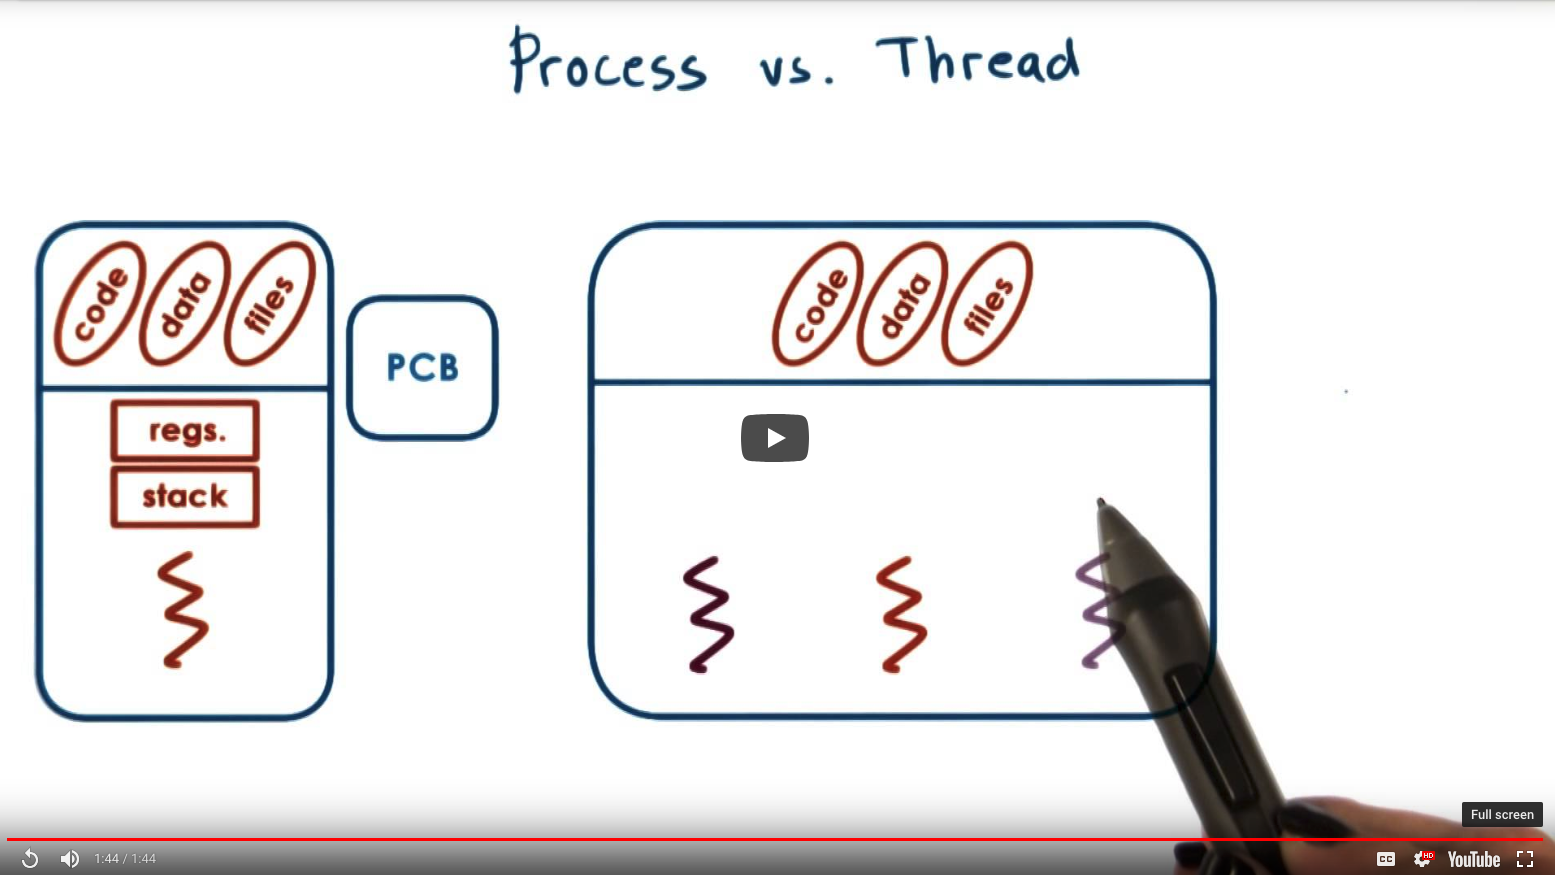 Process vs. Thread
code data files
PCB
regs.
stack
code data files
Full screen
1:44 / 1:44
CC
HD
YouTube